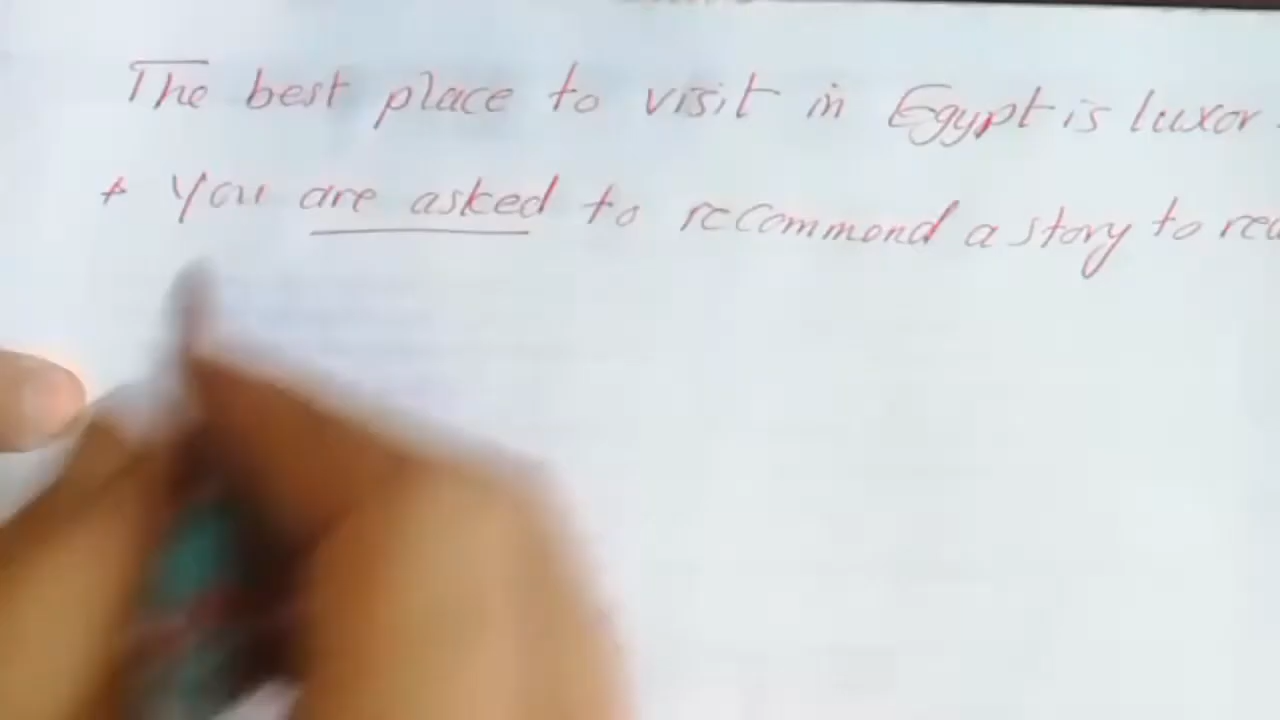 The best place to visit in Egypt is luxor.
+ You are asked to recommend a story to